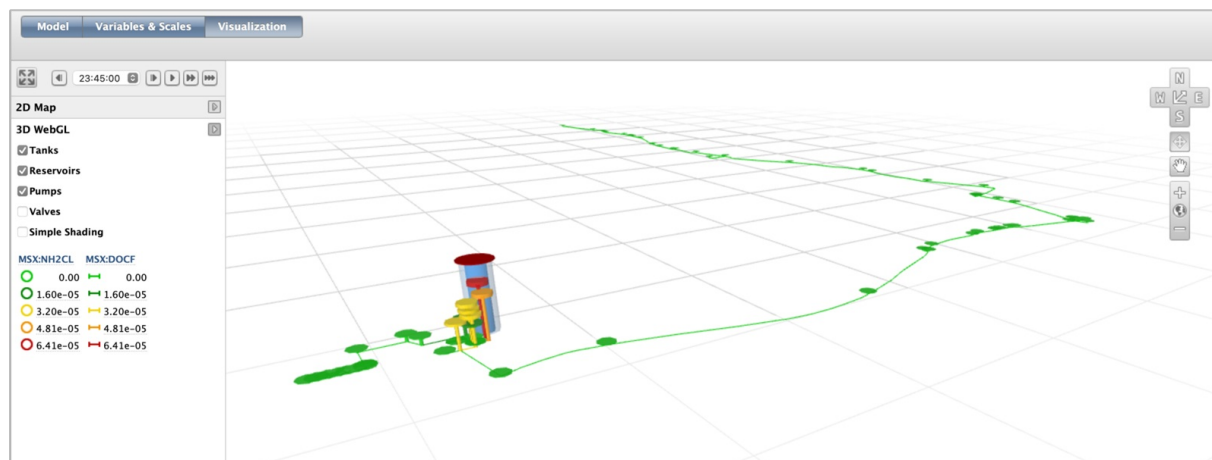 Model Variables & Scales Visualization
23:45:00
2D Map
3D WebGL
Tanks
Reservoirs
Pumps
Valves
Simple Shading
MSX:NH2CL MSX:DOCF
0.00 0.00
1.60e-05 1.60e-05
3.20e-05 3.20e-05
4.81e-05 4.81e-05
6.41e-05 6.41e-05
N
W E
S